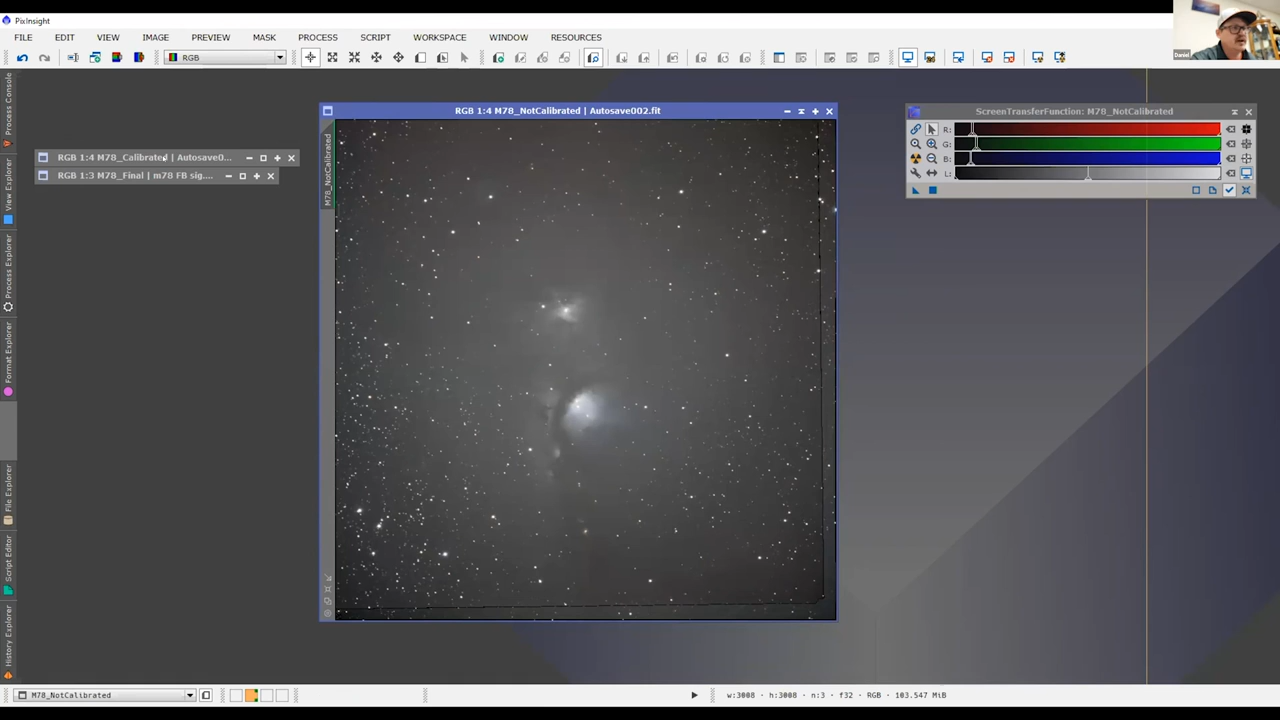 PixInsight
Daniel
FILE EDIT VIEW IMAGE PREVIEW MASK PROCESS SCRIPT WORKSPACE WINDOW RESOURCES
RGB
Process Console
View Explorer
Process Explorer
Format Explorer
File Explorer
Script Editor
History Explorer
RGB 1:4 M78_Calibrated | Autosave0...
RGB 1:3 M78_Final | m78 FB sig....
RGB 1:4 M78_NotCalibrated | Autosave002.fit
M78_NotCalibrated
ScreenTransferFunction: M78_NotCalibrated
R:
G:
B:
L:
M78_NotCalibrated
w:3008 · h:3008 · n:3 · f32 · RGB · 103.547 MiB